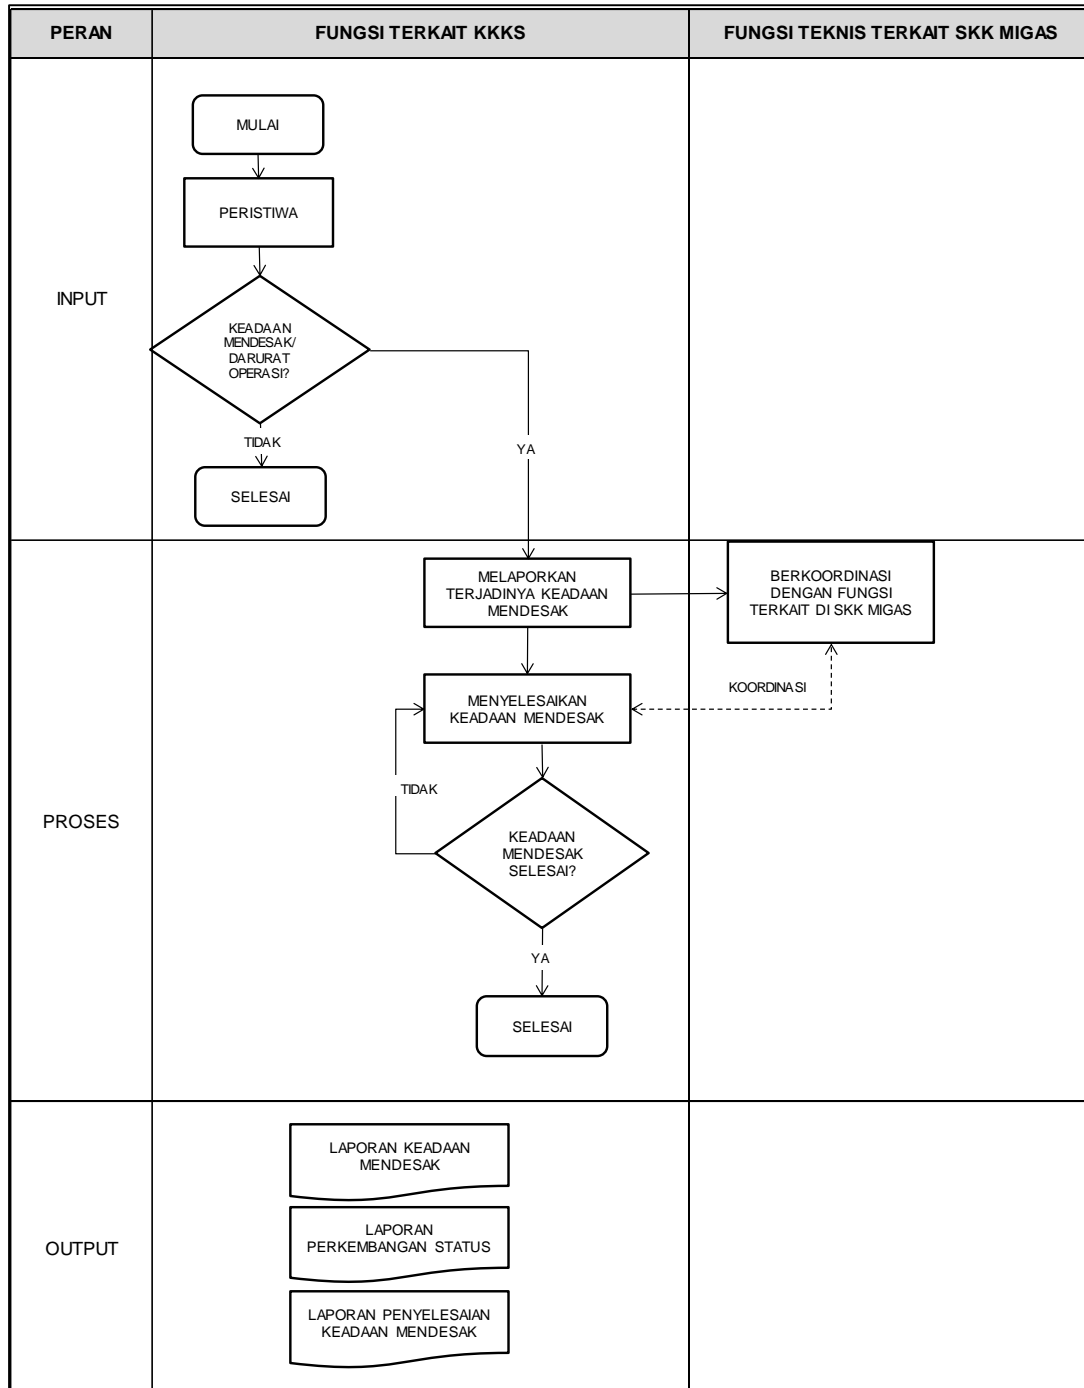 PERAN
FUNGSI TERKAIT KKKS
FUNGSI TEKNIS TERKAIT SKK MIGAS
INPUT
MULAI
PERISTIWA
KEADAAN
MENDESAK/
DARURAT
OPERASI?
TIDAK
YA
SELESAI
PROSES
MELAPORKAN
TERJADINYA KEADAAN
MENDESAK
BERKOORDINASI
DENGAN FUNGSI
TERKAIT DI SKK MIGAS
MENYELESAIKAN
KEADAAN MENDESAK
KOORDINASI
TIDAK
KEADAAN
MENDESAK
SELESAI?
YA
SELESAI
OUTPUT
LAPORAN KEADAAN
MENDESAK
LAPORAN
PERKEMBANGAN STATUS
LAPORAN PENYELESAIAN
KEADAAN MENDESAK